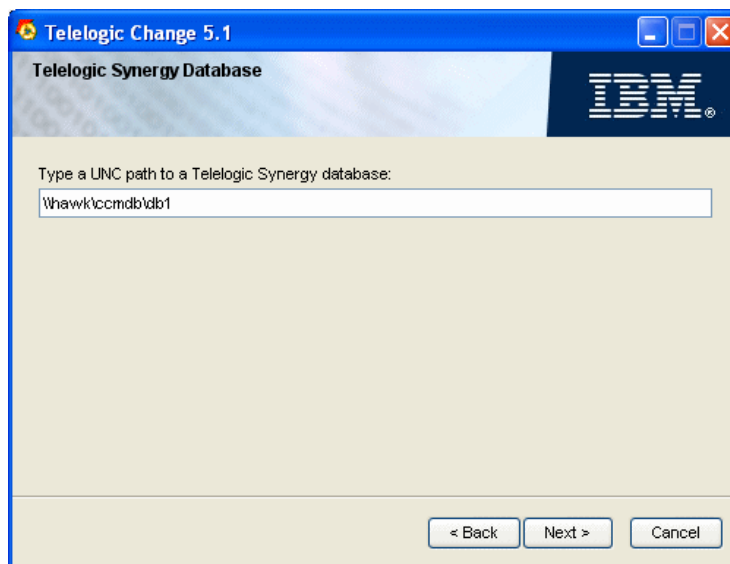 Telelogic Change 5.1
Telelogic Synergy Database
IBM®
Type a UNC path to a Telelogic Synergy database:
\\hawk\ccmdb\db1
< Back
Next >
Cancel